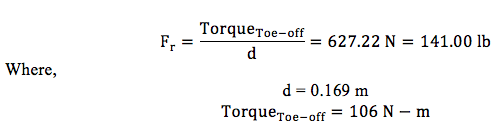 F_r = Torque_Toe−off / d = 627.22 N = 141.00 lb
Where,
d = 0.169 m
Torque_Toe−off = 106 N − m